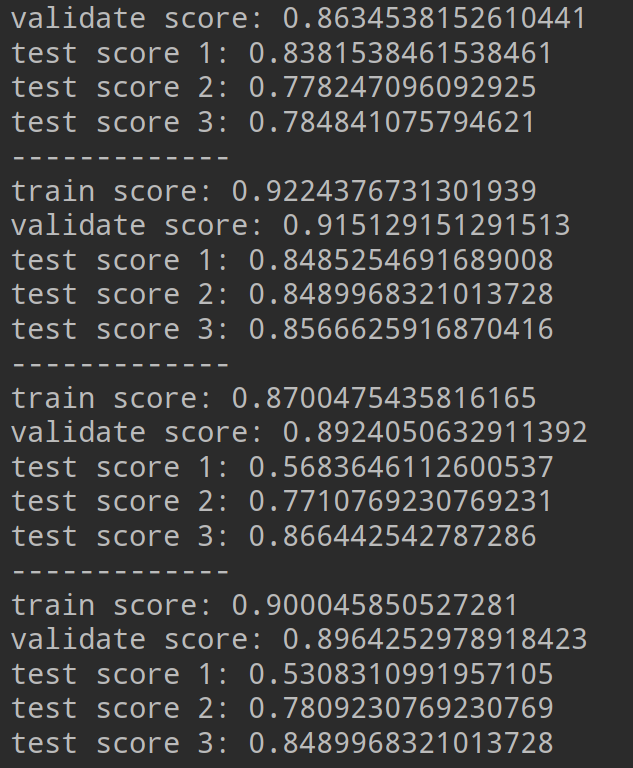 validate score: 0.8634538152610441
test score 1: 0.8381538461538461
test score 2: 0.778247096092925
test score 3: 0.784841075794621
-------------
train score: 0.9224376731301939
validate score: 0.915129151291513
test score 1: 0.8485254691689008
test score 2: 0.8489968321013728
test score 3: 0.8566625916870416
-------------
train score: 0.8700475435816165
validate score: 0.8924050632911392
test score 1: 0.5683646112600537
test score 2: 0.7710769230769231
test score 3: 0.866442542787286
-------------
train score: 0.900045850527281
validate score: 0.8964252978918423
test score 1: 0.5308310991957105
test score 2: 0.7809230769230769
test score 3: 0.8489968321013728